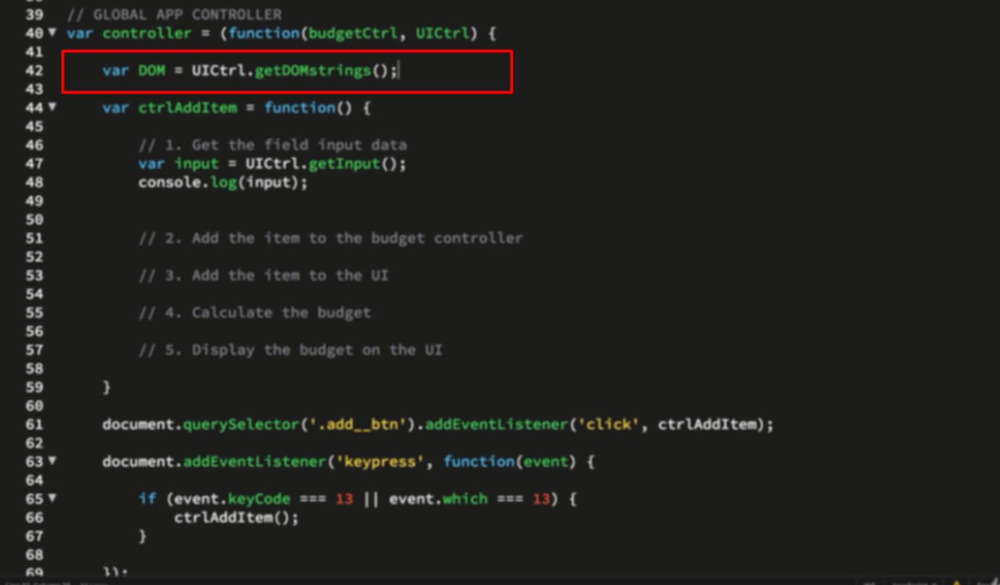 39 // GLOBAL APP CONTROLLER
40 ▼ var controller = (function(budgetCtrl, UICtrl) {
41
42 var DOM = UICtrl.getDOMstrings();
43
44 ▼ var ctrlAddItem = function() {
45
46 // 1. Get the field input data
47 var input = UICtrl.getInput();
48 console.log(input);
49
50
51 // 2. Add the item to the budget controller
52
53 // 3. Add the item to the UI
54
55 // 4. Calculate the budget
56
57 // 5. Display the budget on the UI
58
59 }
60
61 document.querySelector('.add__btn').addEventListener('click', ctrlAddItem);
62
63 ▼ document.addEventListener('keypress', function(event) {
64
65 ▼ if (event.keyCode === 13 || event.which === 13) {
66 ctrlAddItem();
67 }
68
69 });